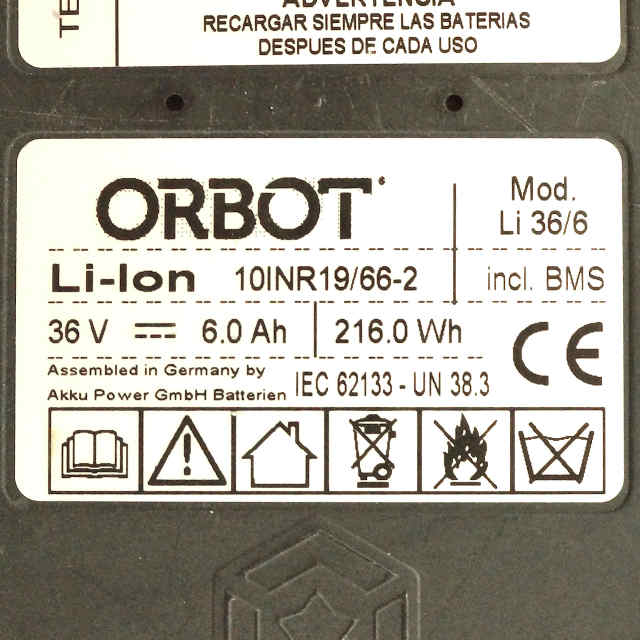 TE
ADVERTENCIA
RECARGAR SIEMPRE LAS BATERIAS
DESPUES DE CADA USO
ORBOT
Mod.
Li 36/6
Li-Ion 10INR19/66-2 incl. BMS
36 V 6.0 Ah 216.0 Wh CE
Assembled in Germany by
Akku Power GmbH Batterien IEC 62133 - UN 38.3